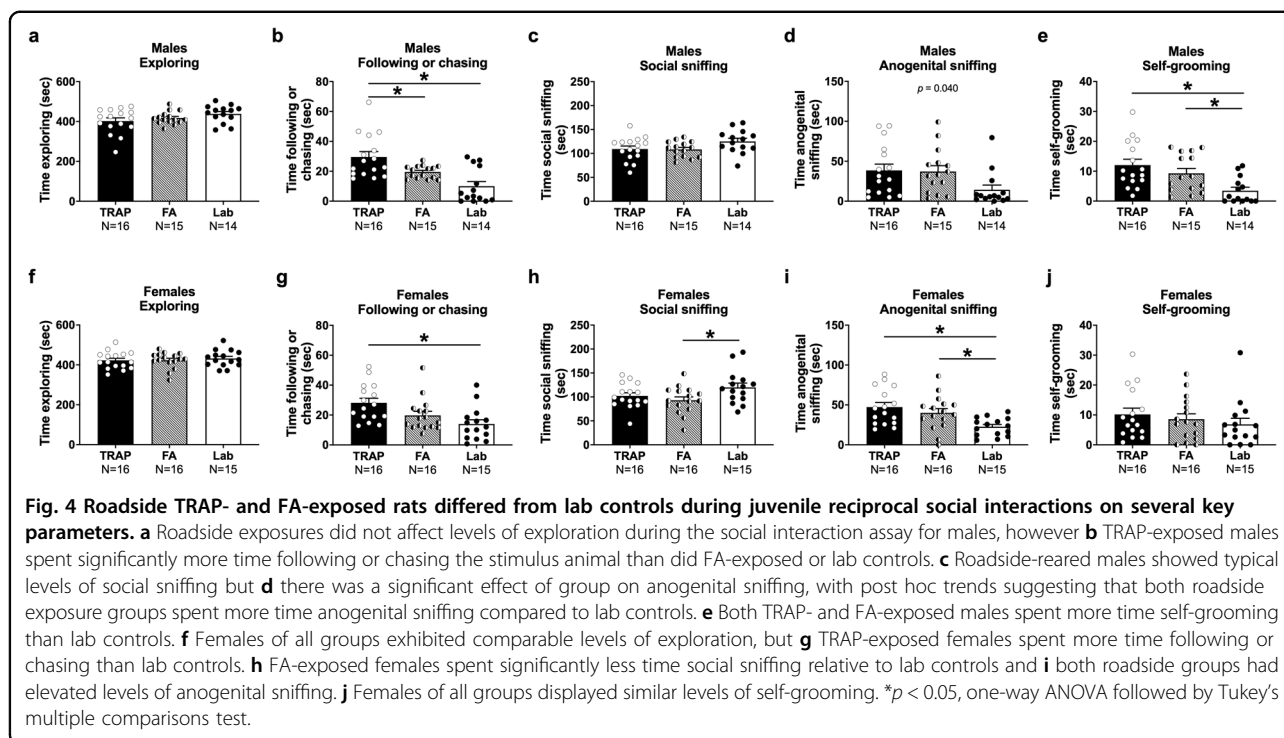 a
Males
Exploring
Time exploring (sec)
600
400
200
0
TRAP FA Lab
N=16 N=15 N=14
b
Males
Following or chasing
Time following or
chasing (sec)
80
60
40
20
0
*
*
TRAP FA Lab
N=16 N=15 N=14
c
Males
Social sniffing
Time social sniffing
(sec)
250
200
150
100
50
0
TRAP FA Lab
N=16 N=15 N=14
d
Males
Anogenital sniffing
Time anogenital
sniffing (sec)
150
100
50
0
p = 0.040
TRAP FA Lab
N=16 N=15 N=14
e
Males
Self-grooming
Time self-grooming
(sec)
40
30
20
10
0
*
*
TRAP FA Lab
N=16 N=15 N=14
f
Females
Exploring
Time exploring (sec)
600
400
200
0
TRAP FA Lab
N=16 N=16 N=15
g
Females
Following or chasing
Time following or
chasing (sec)
80
60
40
20
0
*
TRAP FA Lab
N=16 N=16 N=15
h
Females
Social sniffing
Time social sniffing
(sec)
250
200
150
100
50
0
*
TRAP FA Lab
N=16 N=16 N=15
i
Females
Anogenital sniffing
Time anogenital
sniffing (sec)
150
100
50
0
*
*
TRAP FA Lab
N=16 N=16 N=15
j
Females
Self-grooming
Time self-grooming
(sec)
40
30
20
10
0
TRAP FA Lab
N=16 N=16 N=15
Fig. 4 Roadside TRAP- and FA-exposed rats differed from lab controls during juvenile reciprocal social interactions on several key
parameters. a Roadside exposures did not affect levels of exploration during the social interaction assay for males, however b TRAP-exposed males
spent significantly more time following or chasing the stimulus animal than did FA-exposed or lab controls. c Roadside-reared males showed typical
levels of social sniffing but d there was a significant effect of group on anogenital sniffing, with post hoc trends suggesting that both roadside
exposure groups spent more time anogenital sniffing compared to lab controls. e Both TRAP- and FA-exposed males spent more time self-grooming
than lab controls. f Females of all groups exhibited comparable levels of exploration, but g TRAP-exposed females spent more time following or
chasing than lab controls. h FA-exposed females spent significantly less time social sniffing relative to lab controls and i both roadside groups had
elevated levels of anogenital sniffing. j Females of all groups displayed similar levels of self-grooming. *p < 0.05, one-way ANOVA followed by Tukey's
multiple comparisons test.